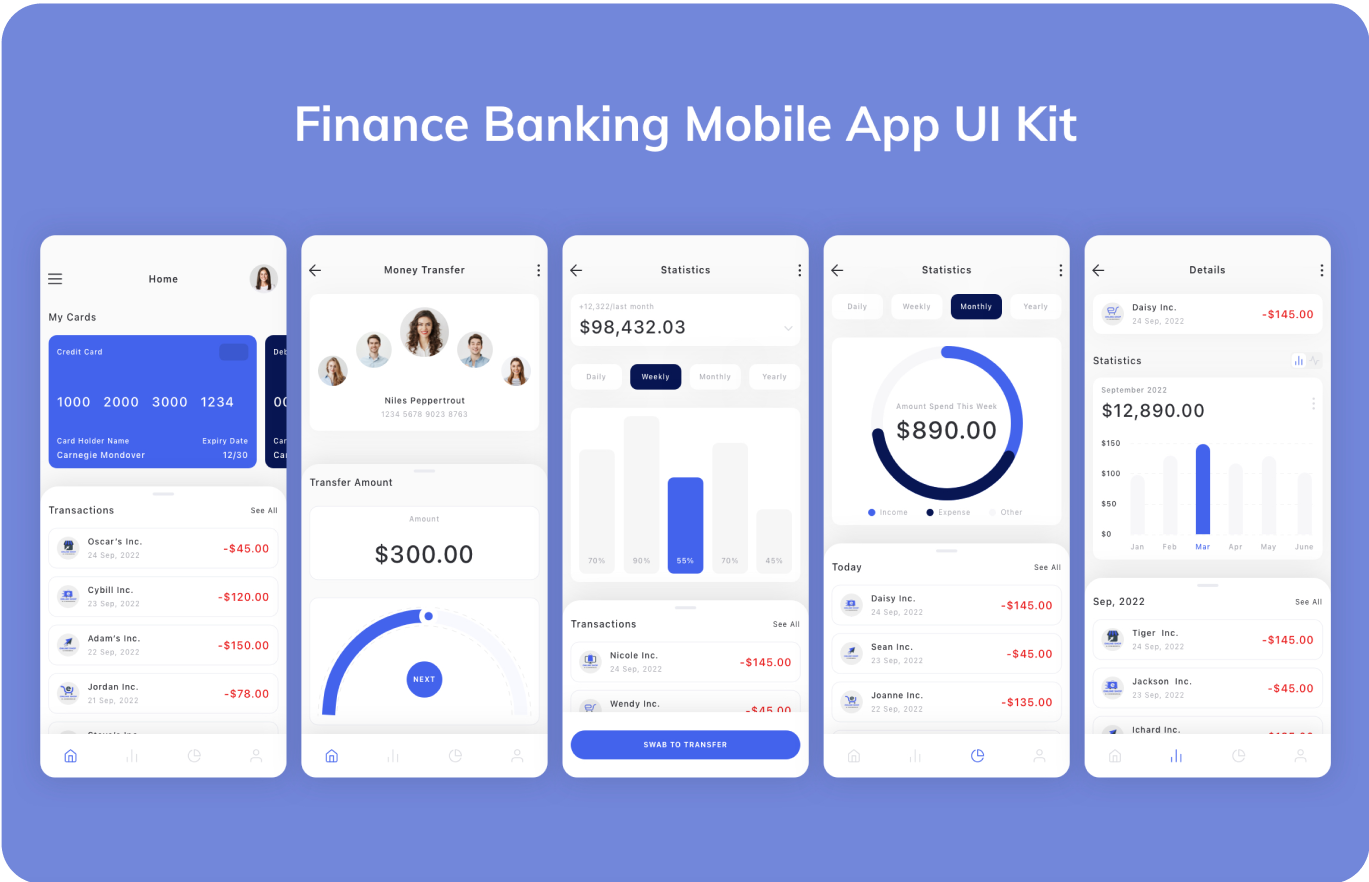 Finance Banking Mobile App UI Kit
Home
My Cards
Credit Card
1000 2000 3000 1234
Card Holder Name Expiry Date
Carnegie Mondover 12/30
Transactions See All
Oscar's Inc.
24 Sep, 2022
-$45.00
Cybill Inc.
23 Sep, 2022
-$120.00
Adam's Inc.
22 Sep, 2022
-$150.00
Jordan Inc.
21 Sep, 2022
-$78.00
Money Transfer
Niles Peppertrout
1234 5678 9023 8763
Transfer Amount
Amount
$300.00
NEXT
Statistics
+12,322/last month
$98,432.03
Daily Weekly Monthly Yearly
70% 90% 55% 70% 45%
Transactions See All
Nicole Inc.
24 Sep, 2022
-$145.00
Wendy Inc.
-$45.00
SWAB TO TRANSFER
Statistics
Daily Weekly Monthly Yearly
Amount Spend This Week
$890.00
Income Expense Other
Today See All
Daisy Inc.
24 Sep, 2022
-$145.00
Sean Inc.
23 Sep, 2022
-$45.00
Joanne Inc.
22 Sep, 2022
-$135.00
Details
Daisy Inc.
24 Sep, 2022
-$145.00
Statistics
September 2022
$12,890.00
$150
$100
$50
$0
Jan Feb Mar Apr May June
Sep, 2022 See All
Tiger Inc.
24 Sep, 2022
-$145.00
Jackson Inc.
23 Sep, 2022
-$45.00
Ichard Inc.